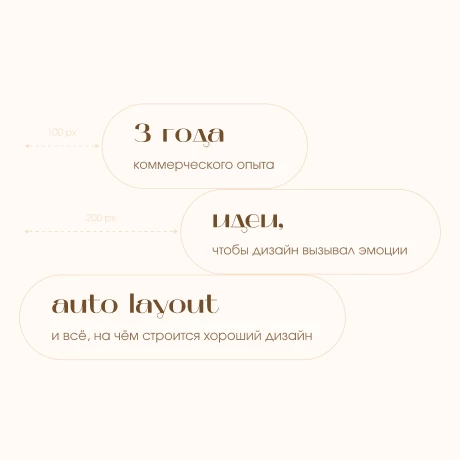 3 года
100 px
коммерческого опыта
идеи,
200 px
чтобы дизайн вызывал эмоции
auto layout
и всё, на чём строится хороший дизайн